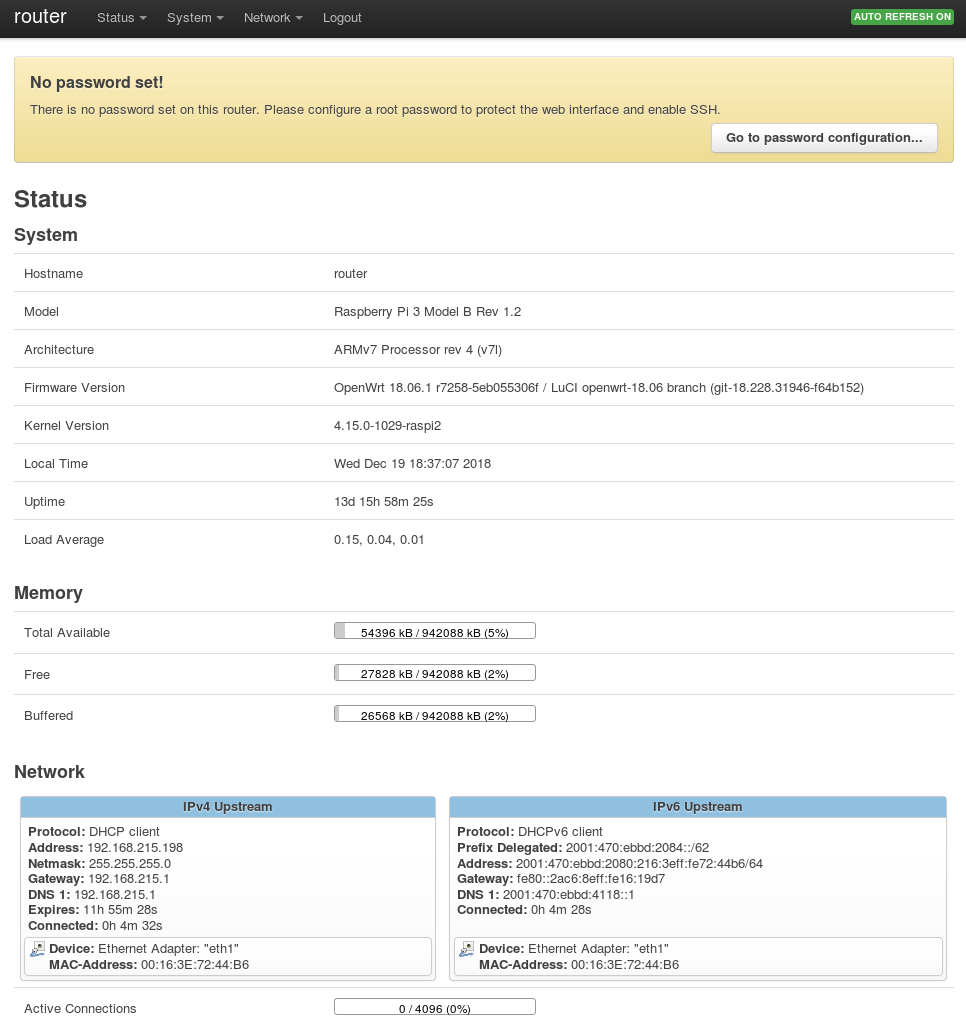 router Status System Network Logout AUTO REFRESH ON
No password set!
There is no password set on this router. Please configure a root password to protect the web interface and enable SSH.
Go to password configuration...
Status
System
Hostname router
Model Raspberry Pi 3 Model B Rev 1.2
Architecture ARMv7 Processor rev 4 (v7l)
Firmware Version OpenWrt 18.06.1 r7258-5eb055306f / LuCI openwrt-18.06 branch (git-18.228.31946-f64b152)
Kernel Version 4.15.0-1029-raspi2
Local Time Wed Dec 19 18:37:07 2018
Uptime 13d 15h 58m 25s
Load Average 0.15, 0.04, 0.01
Memory
Total Available 54396 kB / 942088 kB (5%)
Free 27828 kB / 942088 kB (2%)
Buffered 26568 kB / 942088 kB (2%)
Network
IPv4 Upstream
Protocol: DHCP client
Address: 192.168.215.198
Netmask: 255.255.255.0
Gateway: 192.168.215.1
DNS 1: 192.168.215.1
Expires: 11h 55m 28s
Connected: 0h 4m 32s
Device: Ethernet Adapter: "eth1"
MAC-Address: 00:16:3E:72:44:B6
IPv6 Upstream
Protocol: DHCPv6 client
Prefix Delegated: 2001:470:ebbd:2084::/62
Address: 2001:470:ebbd:2080:216:3eff:fe72:44b6/64
Gateway: fe80::2ac6:8eff:fe16:19d7
DNS 1: 2001:470:ebbd:4118::1
Connected: 0h 4m 28s
Device: Ethernet Adapter: "eth1"
MAC-Address: 00:16:3E:72:44:B6
Active Connections 0 / 4096 (0%)